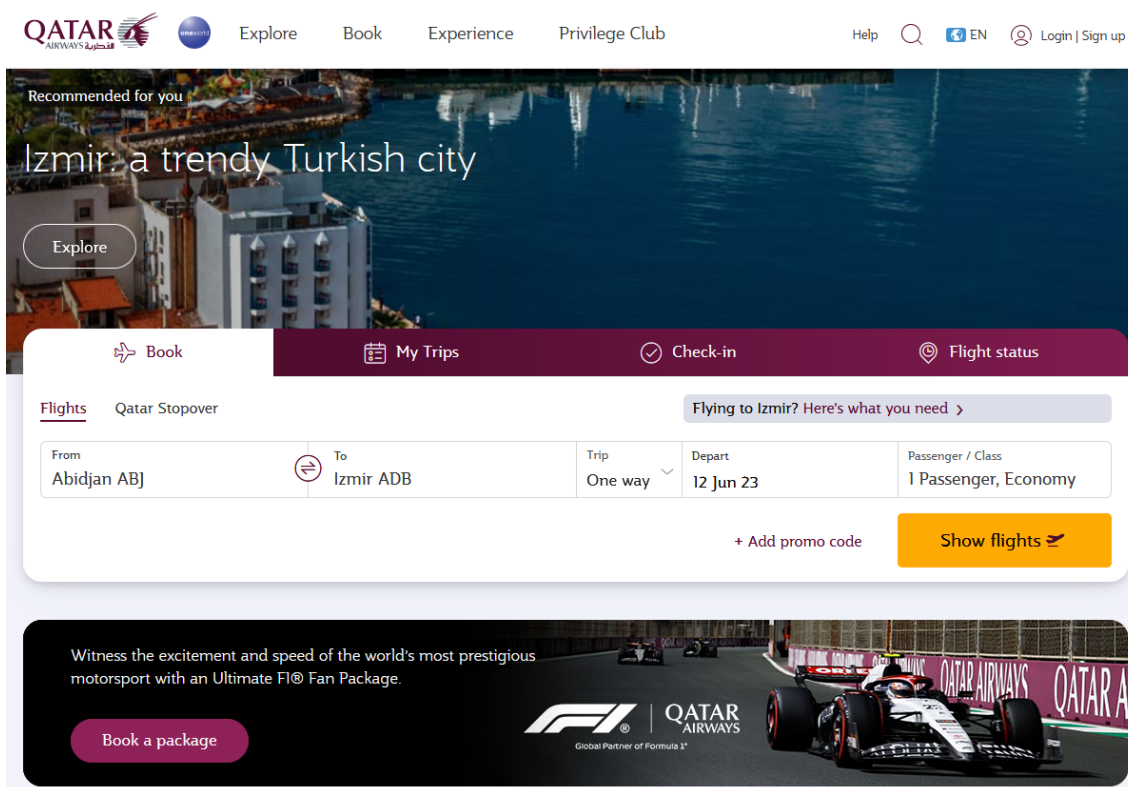 QATAR
AIRWAYS القطرية
oneworld
Explore
Book
Experience
Privilege Club
Help
EN
Login | Sign up
Recommended for you
Izmir: a trendy Turkish city
Explore
Book
My Trips
Check-in
Flight status
Flights
Qatar Stopover
Flying to Izmir? Here's what you need
From
Abidjan ABJ
To
Izmir ADB
Trip
One way
Depart
12 Jun 23
Passenger / Class
1 Passenger, Economy
+ Add promo code
Show flights
Witness the excitement and speed of the world's most prestigious
motorsport with an Ultimate F1® Fan Package.
Book a package
F1®
QATAR
AIRWAYS
Global Partner of Formula 1®
QATAR AIRWAYS
QATAR A